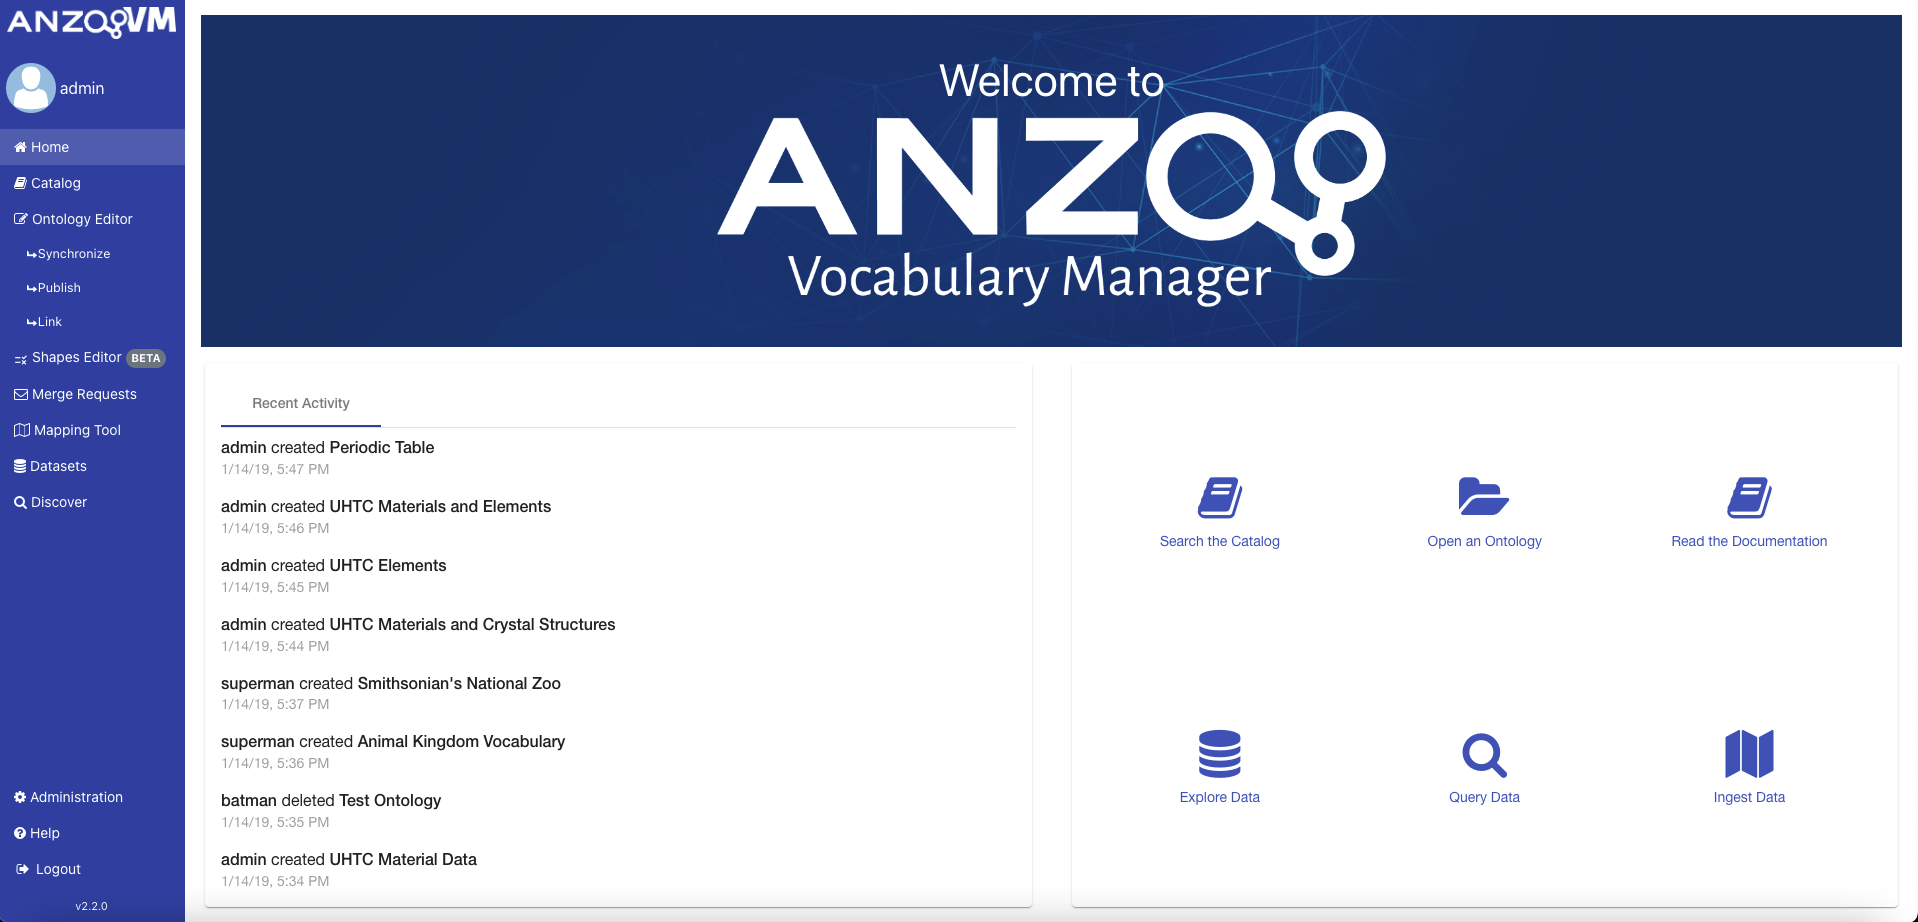 ANZO VM
admin
Home
Catalog
Ontology Editor
Synchronize
Publish
Link
Shapes Editor BETA
Merge Requests
Mapping Tool
Datasets
Discover
Administration
Help
Logout
v2.2.0
Welcome to
ANZO
Vocabulary Manager
Recent Activity
admin created Periodic Table
1/14/19, 5:47 PM
admin created UHTC Materials and Elements
1/14/19, 5:46 PM
admin created UHTC Elements
1/14/19, 5:45 PM
admin created UHTC Materials and Crystal Structures
1/14/19, 5:44 PM
superman created Smithsonian's National Zoo
1/14/19, 5:37 PM
superman created Animal Kingdom Vocabulary
1/14/19, 5:36 PM
batman deleted Test Ontology
1/14/19, 5:35 PM
admin created UHTC Material Data
1/14/19, 5:34 PM
Search the Catalog
Open an Ontology
Read the Documentation
Explore Data
Query Data
Ingest Data